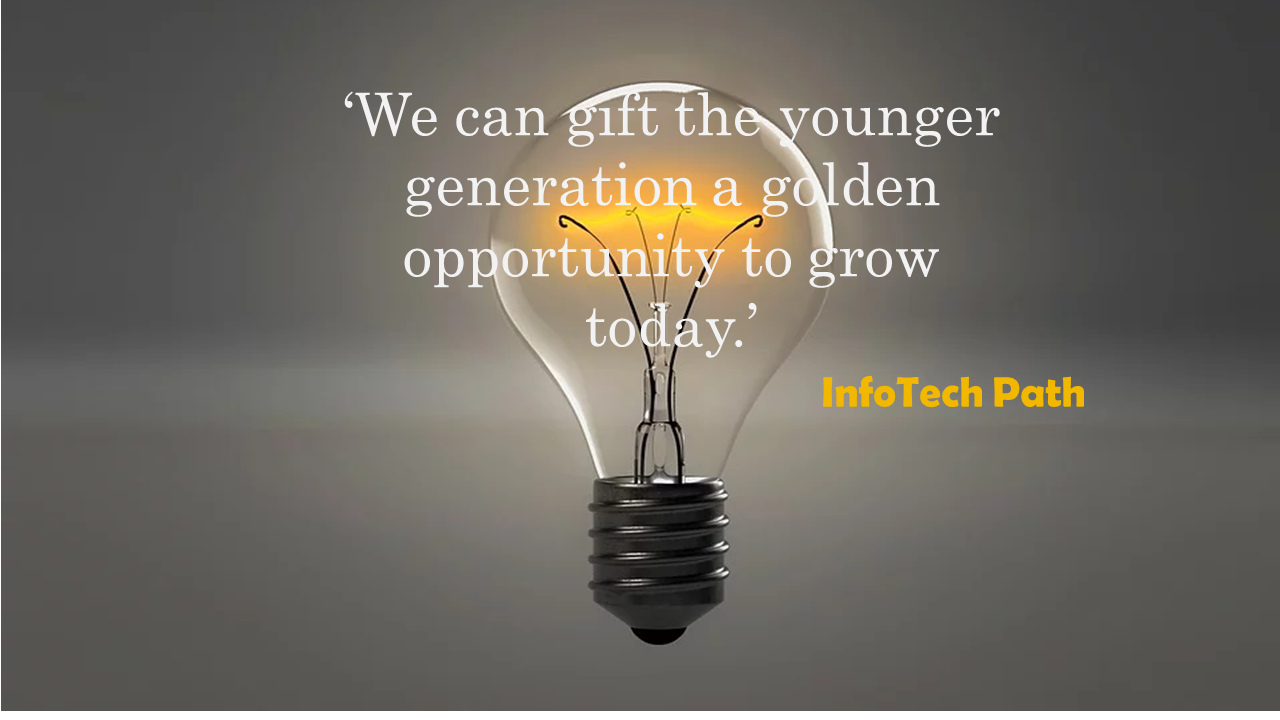 ‘We can gift the younger
generation a golden
opportunity to grow
today.’
InfoTech Path